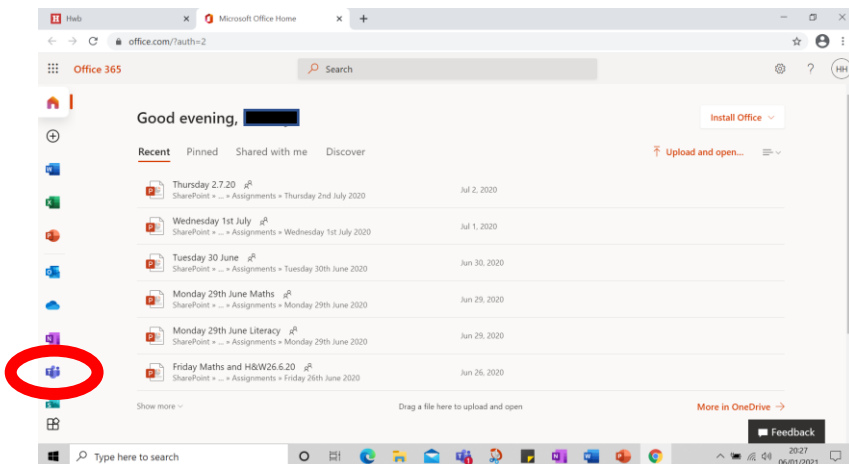 Hwb
Microsoft Office Home
office.com/?auth=2
Office 365
Search
HH
Good evening,
Install Office
Recent Pinned Shared with me Discover
Upload and open...
Thursday 2.7.20
SharePoint » ... » Assignments » Thursday 2nd July 2020
Jul 2, 2020
Wednesday 1st July
SharePoint » ... » Assignments » Wednesday 1st July 2020
Jul 1, 2020
Tuesday 30 June
SharePoint » ... » Assignments » Tuesday 30th June 2020
Jun 30, 2020
Monday 29th June Maths
SharePoint » ... » Assignments » Monday 29th June 2020
Jun 29, 2020
Monday 29th June Literacy
SharePoint » ... » Assignments » Monday 29th June 2020
Jun 29, 2020
Friday Maths and H&W26.6.20
SharePoint » ... » Assignments » Friday 26th June 2020
Jun 26, 2020
Show more
Drag a file here to upload and open
More in OneDrive →
Feedback
Type here to search
20:27
06/01/2021